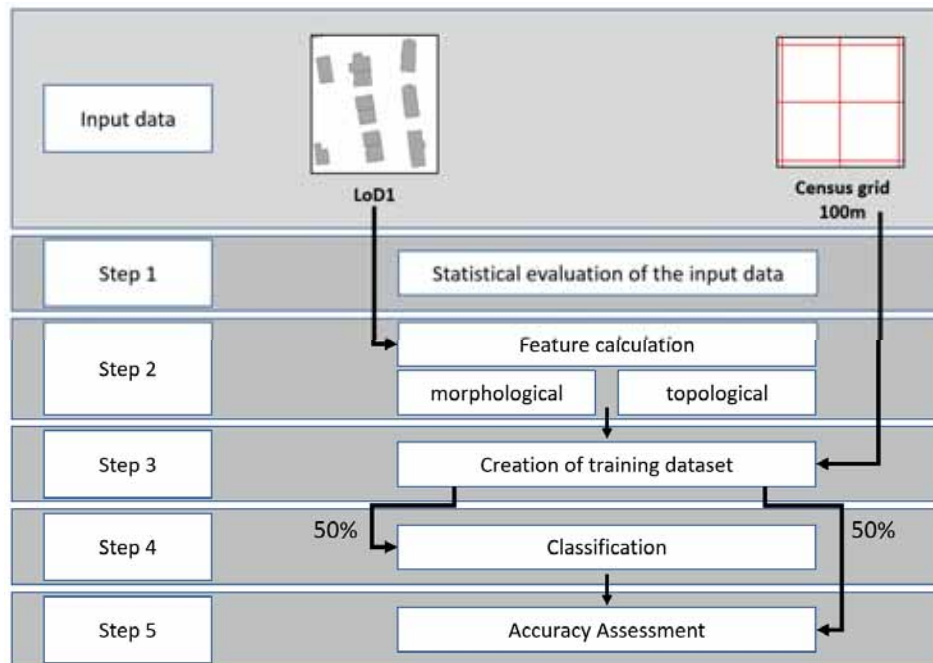 Input data
LoD1
Census grid
100m
Step 1
Statistical evaluation of the input data
Step 2
Feature calculation
morphological
topological
Step 3
Creation of training dataset
50%
50%
Step 4
Classification
Step 5
Accuracy Assessment